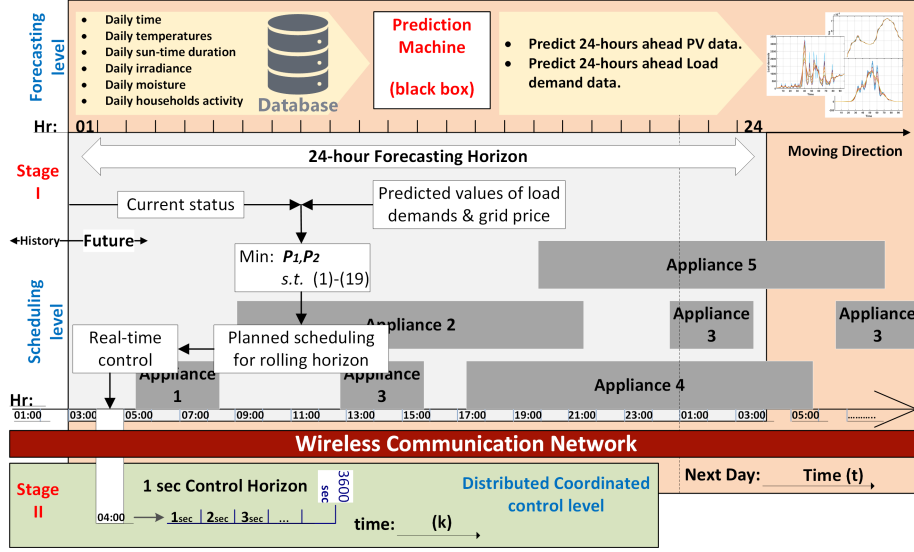 Forecasting
level
Daily time
Daily temperatures
Daily sun-time duration
Daily irradiance
Daily moisture
Daily households activity
Database
Prediction
Machine
(black box)
Predict 24-hours ahead PV data.
Predict 24-hours ahead Load
demand data.
Hr:
01
24
24-hour Forecasting Horizon
Moving Direction
Stage
I
Current status
Predicted values of load
demands & grid price
History
Future
Min: P1,P2
s.t. (1)-(19)
Appliance 5
Scheduling
level
Appliance 2
Appliance
3
Appliance
3
Real-time
control
Planned scheduling
for rolling horizon
Appliance
1
Appliance
3
Appliance 4
Hr:
01:00 03:00 05:00 07:00 09:00 11:00 13:00 15:00 17:00 19:00 21:00 23:00 01:00 03:00 05:00 ...........
Wireless Communication Network
Next Day:
Time (t)
Stage
II
1 sec Control Horizon
3600
sec
Distributed Coordinated
control level
04:00
1sec 2sec 3sec ...
time:
(k)